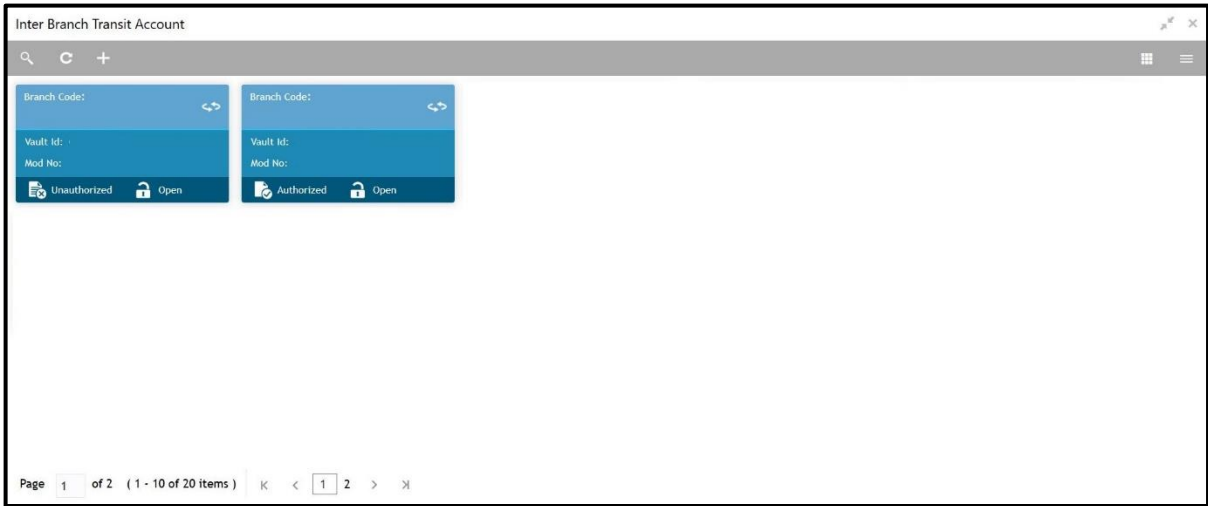 Inter Branch Transit Account
Branch Code:
Vault Id:
Mod No:
Unauthorized Open
Branch Code:
Vault Id:
Mod No:
Authorized Open
Page 1 of 2 ( 1 - 10 of 20 items ) 1 2